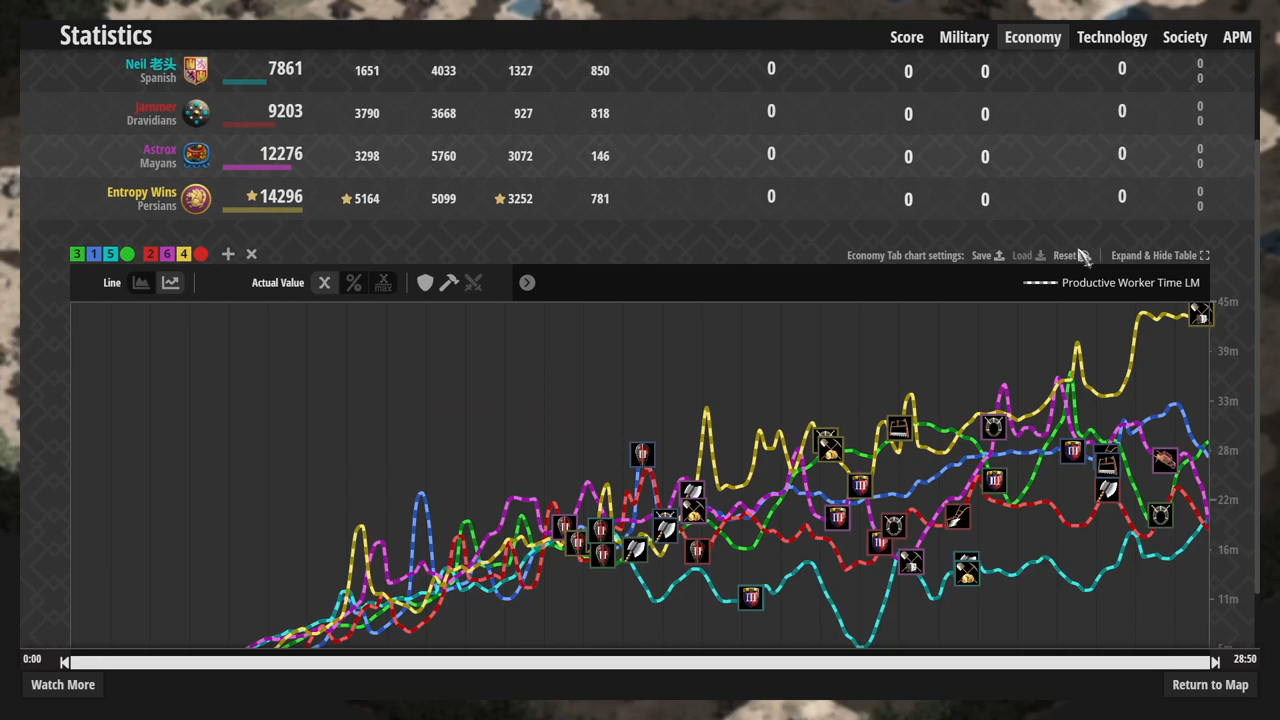 Statistics
Score Military Economy Technology Society APM
Neil 老头 7861 1651 4033 1327 850 0 0 0 0 0
Spanish 0
Jammer 9203 3790 3668 927 818 0 0 0 0 0
Dravidians 0
Astrox 12276 3298 5760 3072 146 0 0 0 0 0
Mayans 0
Entropy Wins 14296 5164 5099 3252 781 0 0 0 0 0
Persians 0
3 1 5 2 6 4 Economy Tab chart settings: Save Load Reset Expand & Hide Table
Line Actual Value X % X/max Productive Worker Time LM
45m
39m
33m
28m
22m
16m
11m
0:00 28:50
Watch More Return to Map